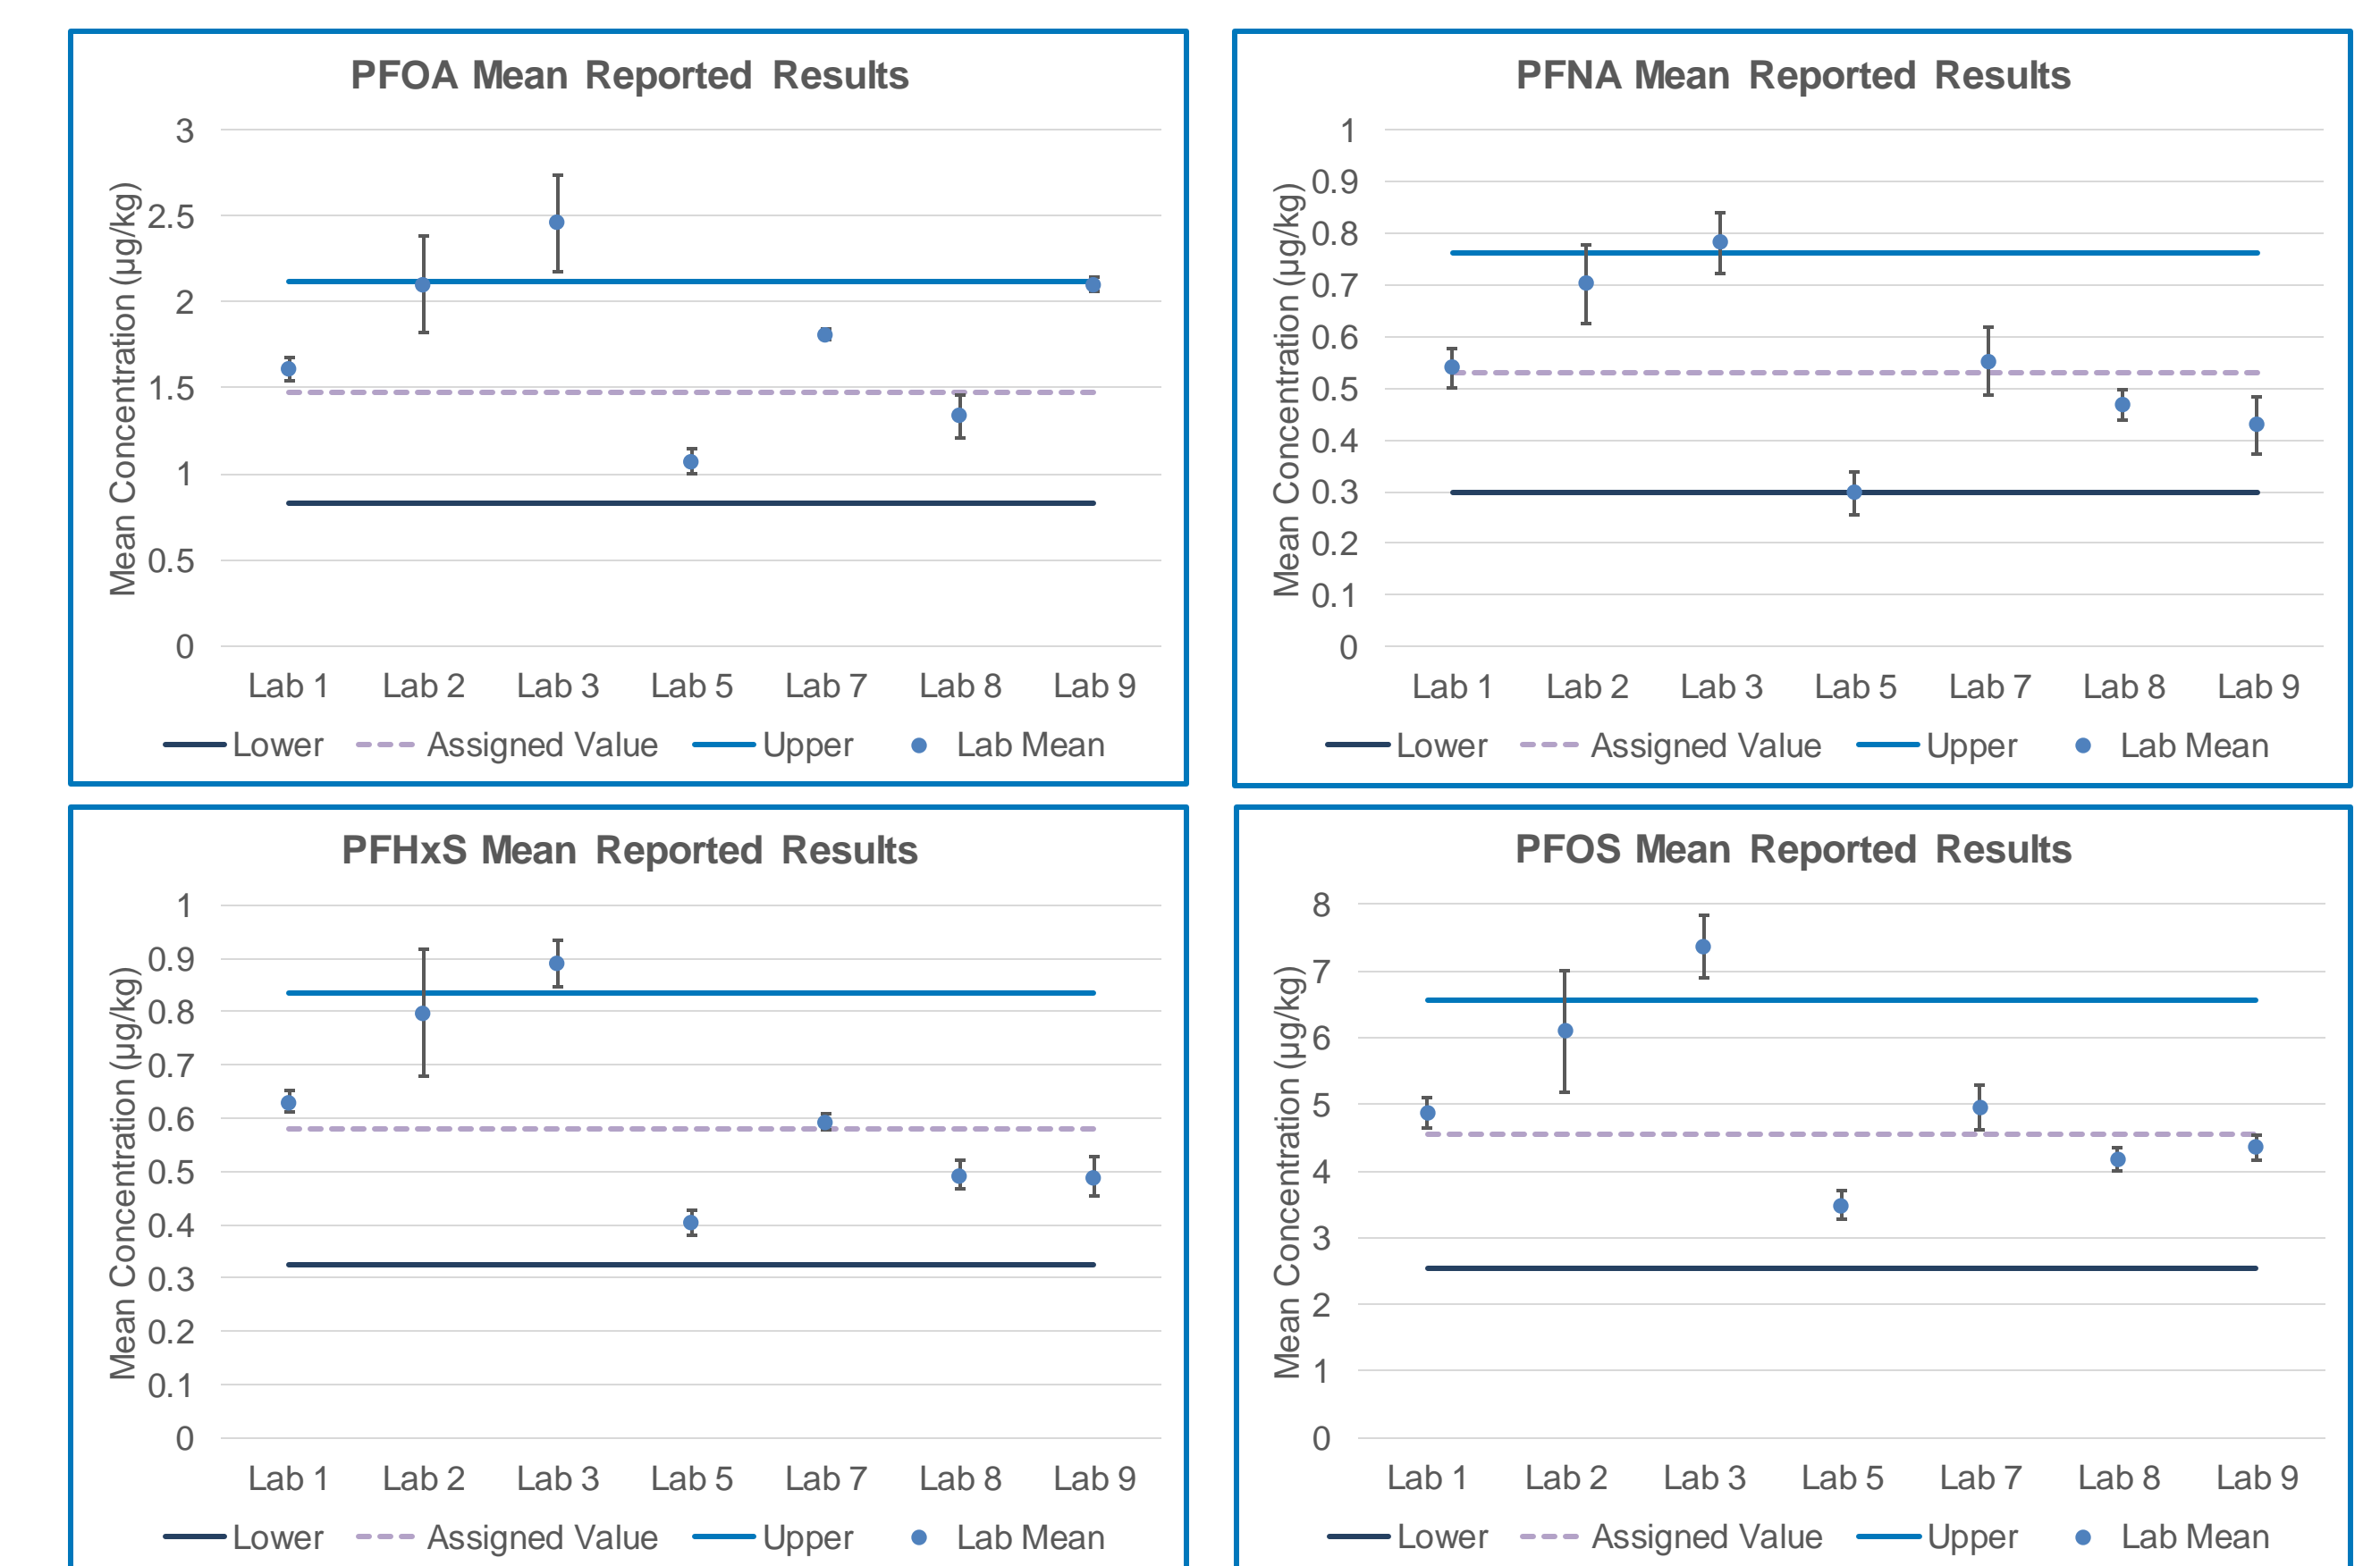 PFOA Mean Reported Results
Mean Concentration (µg/kg)
3
2.5
2
1.5
1
0.5
0
Lab 1 Lab 2 Lab 3 Lab 5 Lab 7 Lab 8 Lab 9
Lower Assigned Value Upper Lab Mean
PFNA Mean Reported Results
Mean Concentration (µg/kg)
1
0.9
0.8
0.7
0.6
0.5
0.4
0.3
0.2
0.1
0
Lab 1 Lab 2 Lab 3 Lab 5 Lab 7 Lab 8 Lab 9
Lower Assigned Value Upper Lab Mean
PFHxS Mean Reported Results
Mean Concentration (µg/kg)
1
0.9
0.8
0.7
0.6
0.5
0.4
0.3
0.2
0.1
0
Lab 1 Lab 2 Lab 3 Lab 5 Lab 7 Lab 8 Lab 9
Lower Assigned Value Upper Lab Mean
PFOS Mean Reported Results
Mean Concentration (µg/kg)
8
7
6
5
4
3
2
1
0
Lab 1 Lab 2 Lab 3 Lab 5 Lab 7 Lab 8 Lab 9
Lower Assigned Value Upper Lab Mean